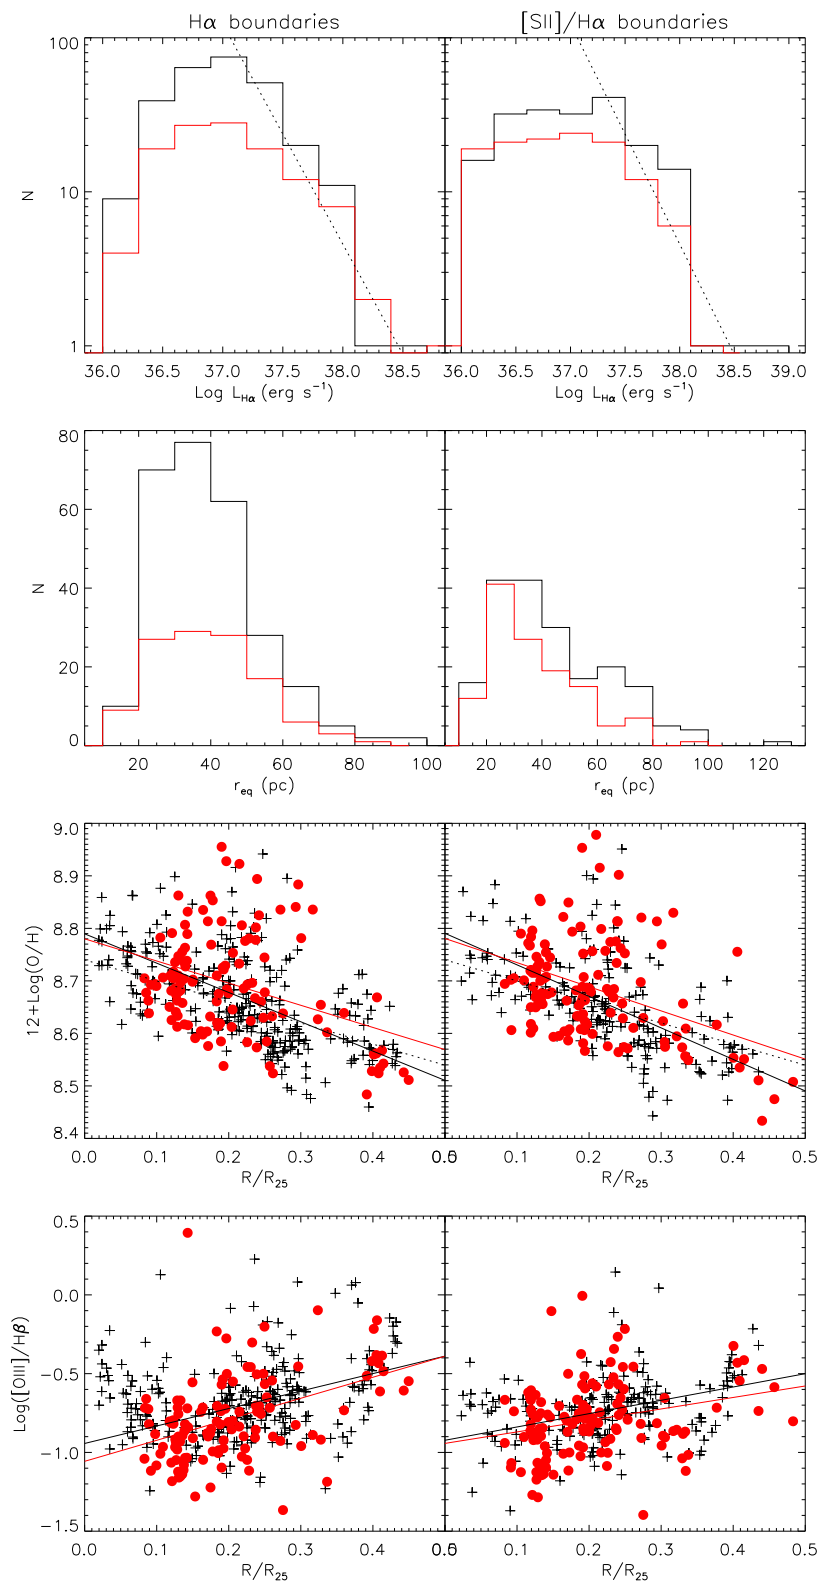 Hα boundaries
[SII]/Hα boundaries
100
10
1
N
36.0 36.5 37.0 37.5 38.0 38.5
36.0 36.5 37.0 37.5 38.0 38.5 39.0
Log L_Hα (erg s⁻¹)
Log L_Hα (erg s⁻¹)
80
60
40
20
0
N
20 40 60 80 100
20 40 60 80 100 120
r_eq (pc)
r_eq (pc)
9.0
8.9
8.8
8.7
8.6
8.5
8.4
12+Log(O/H)
0.0 0.1 0.2 0.3 0.4 0.5
0.0 0.1 0.2 0.3 0.4 0.5
R/R₂₅
R/R₂₅
0.5
0.0
−0.5
−1.0
−1.5
Log([OIII]/Hβ)
0.0 0.1 0.2 0.3 0.4 0.5
0.0 0.1 0.2 0.3 0.4 0.5
R/R₂₅
R/R₂₅